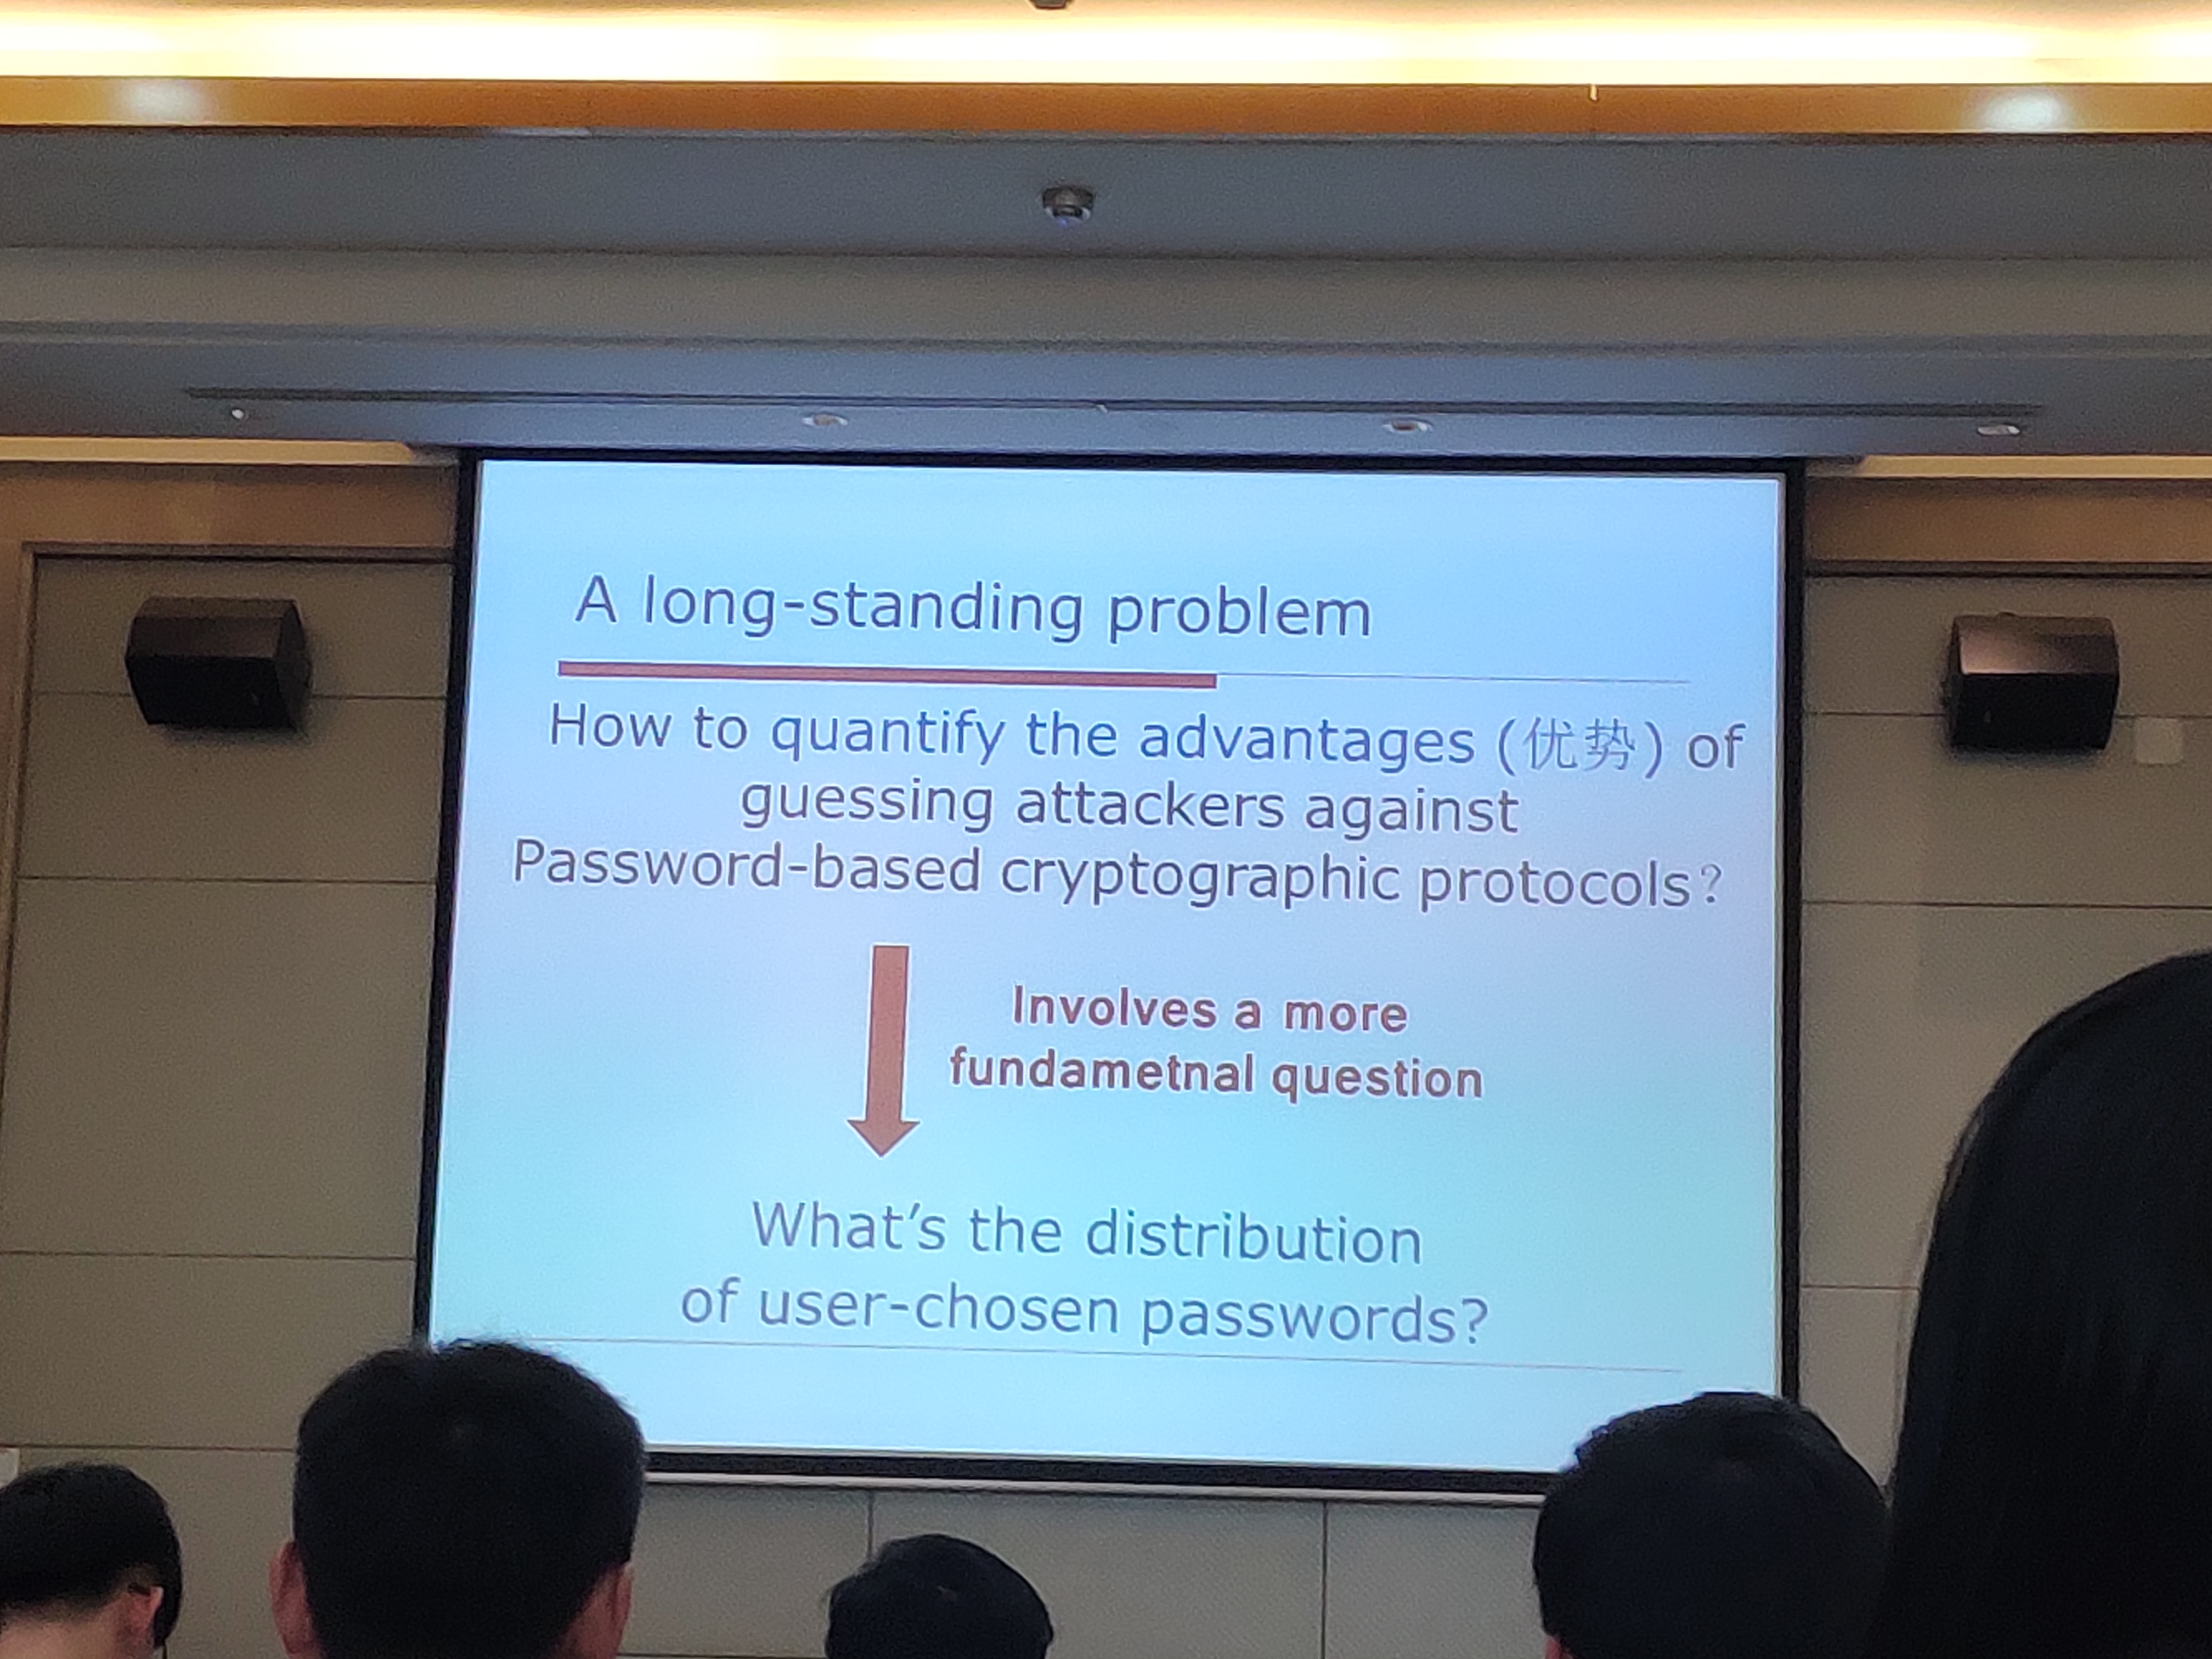 A long-standing problem
How to quantify the advantages (优势) of
guessing attackers against
Password-based cryptographic protocols?
Involves a more
fundametnal question
What's the distribution
of user-chosen passwords?